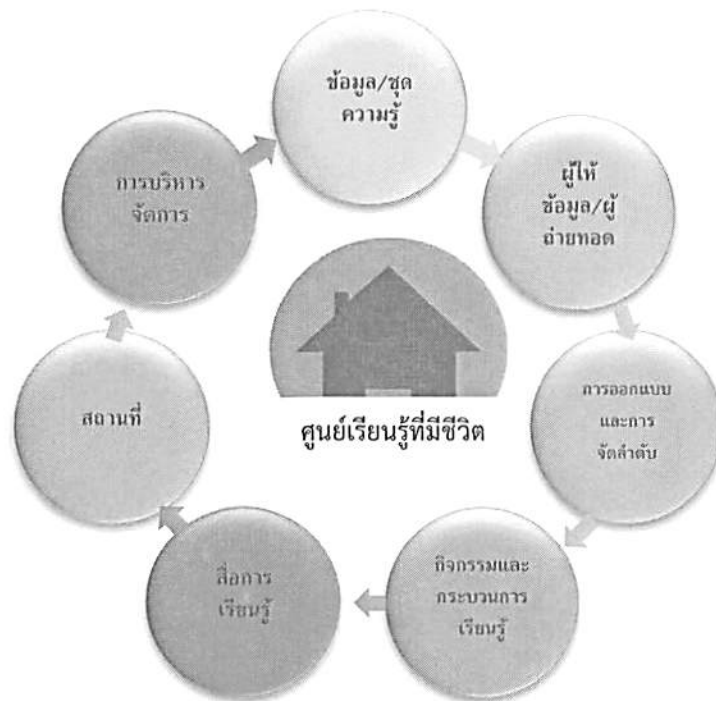 ข้อมูล/ชุด
ความรู้
ผู้ให้
ข้อมูล/ผู้
ถ่ายทอด
การออกแบบ
และการ
จัดลำดับ
กิจกรรมและ
กระบวนการ
เรียนรู้
สื่อการ
เรียนรู้
สถานที่
การบริหาร
จัดการ
ศูนย์เรียนรู้ที่มีชีวิต